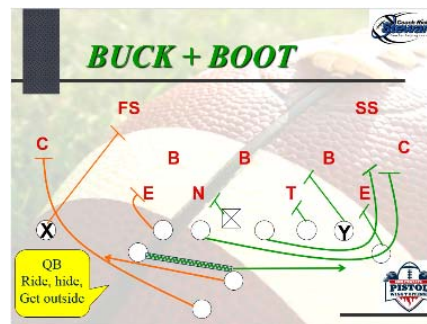 BUCK + BOOT
FS
SS
C
B
B
B
C
E
N
T
E
X
Y
QB
Ride, hide,
Get outside
PISTOL